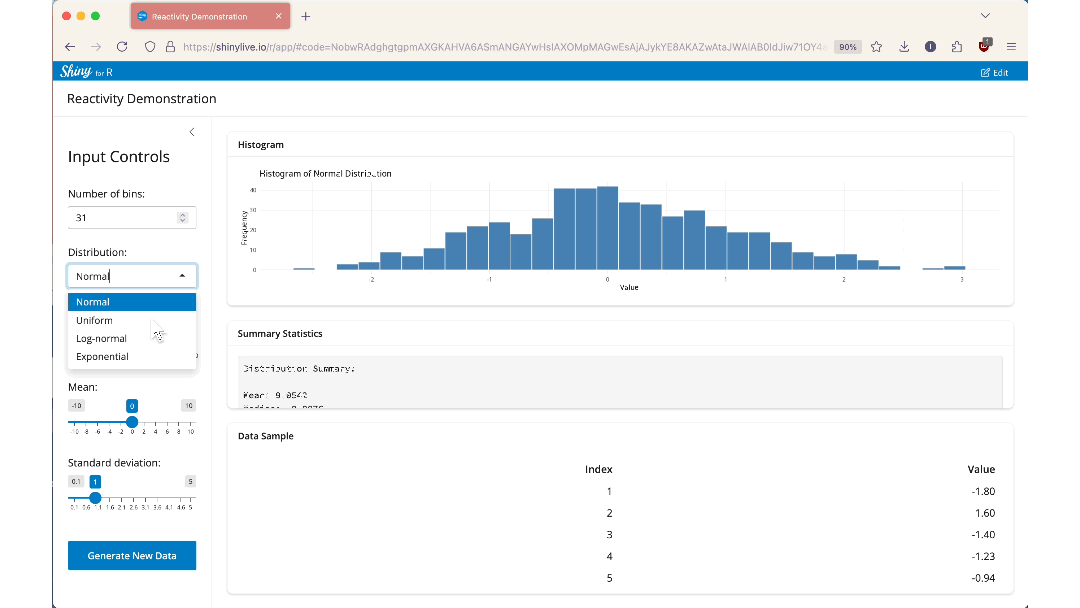 Reactivity Demonstration
https://shinylive.io/r/app/#code=NobwRAdghgtgpmAXGKAHVA6ASmANGAYwHsIAXOMpMAGwEsAjAJykYE8AKAZwAtaJWAlAB0IdJiw71OY4a
90%
Shiny for R
Edit
Reactivity Demonstration
Input Controls
Number of bins:
31
Distribution:
Normal
Normal
Uniform
Log-normal
Exponential
Mean:
-10 0 10
-10 -8 -6 -4 -2 0 2 4 6 8 10
Standard deviation:
0.1 1 5
0.1 0.6 1.1 1.6 2.1 2.6 3.1 3.6 4.1 4.6 5
Generate New Data
Histogram
Histogram of Normal Distribution
Frequency
40
30
20
10
0
-2 -1 0 1 2 3
Value
Summary Statistics
Distribution Summary:
Mean: 0.0542
Data Sample
Index Value
1 -1.80
2 1.60
3 -1.40
4 -1.23
5 -0.94